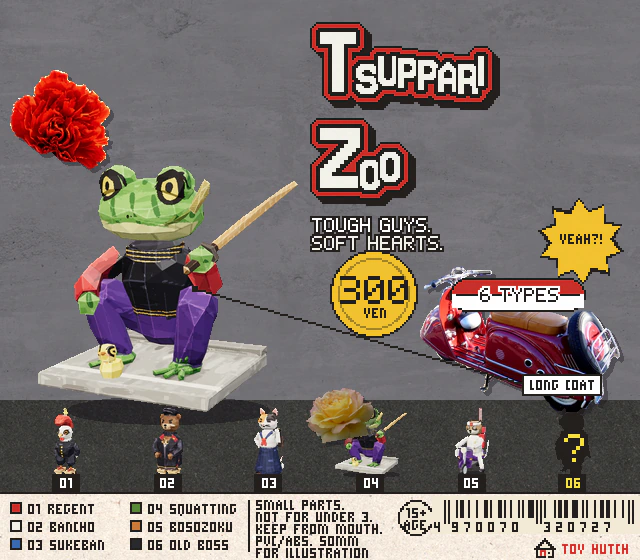 TSUPPARI
ZOO
TOUGH GUYS.
SOFT HEARTS.
300
YEN
YEAH?!
6 TYPES
LONG COAT
?
01
02
03
04
05
06
01 REGENT
02 BANCHO
03 SUKEBAN
04 SQUATTING
05 BOSOZOKU
06 OLD BOSS
SMALL PARTS.
NOT FOR UNDER 3.
KEEP FROM MOUTH.
PVC/ABS. 50MM
FOR ILLUSTRATION
15+
AGE
4 970070 320727
TOY HUTCH